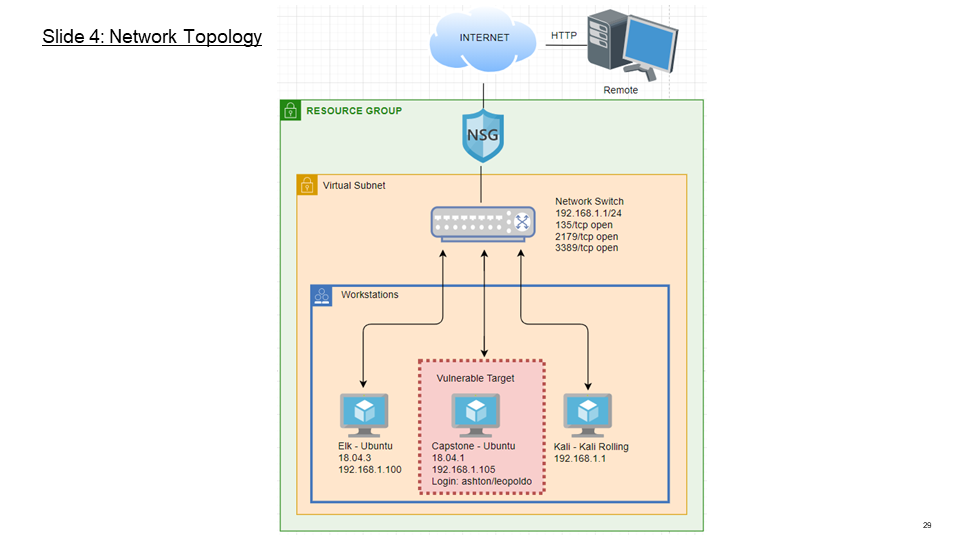 Slide 4: Network Topology
INTERNET
HTTP
Remote
RESOURCE GROUP
NSG
Virtual Subnet
Network Switch
192.168.1.1/24
135/tcp open
2179/tcp open
3389/tcp open
Workstations
Vulnerable Target
Elk - Ubuntu
18.04.3
192.168.1.100
Capstone - Ubuntu
18.04.1
192.168.1.105
Login: ashton/leopoldo
Kali - Kali Rolling
192.168.1.1
29